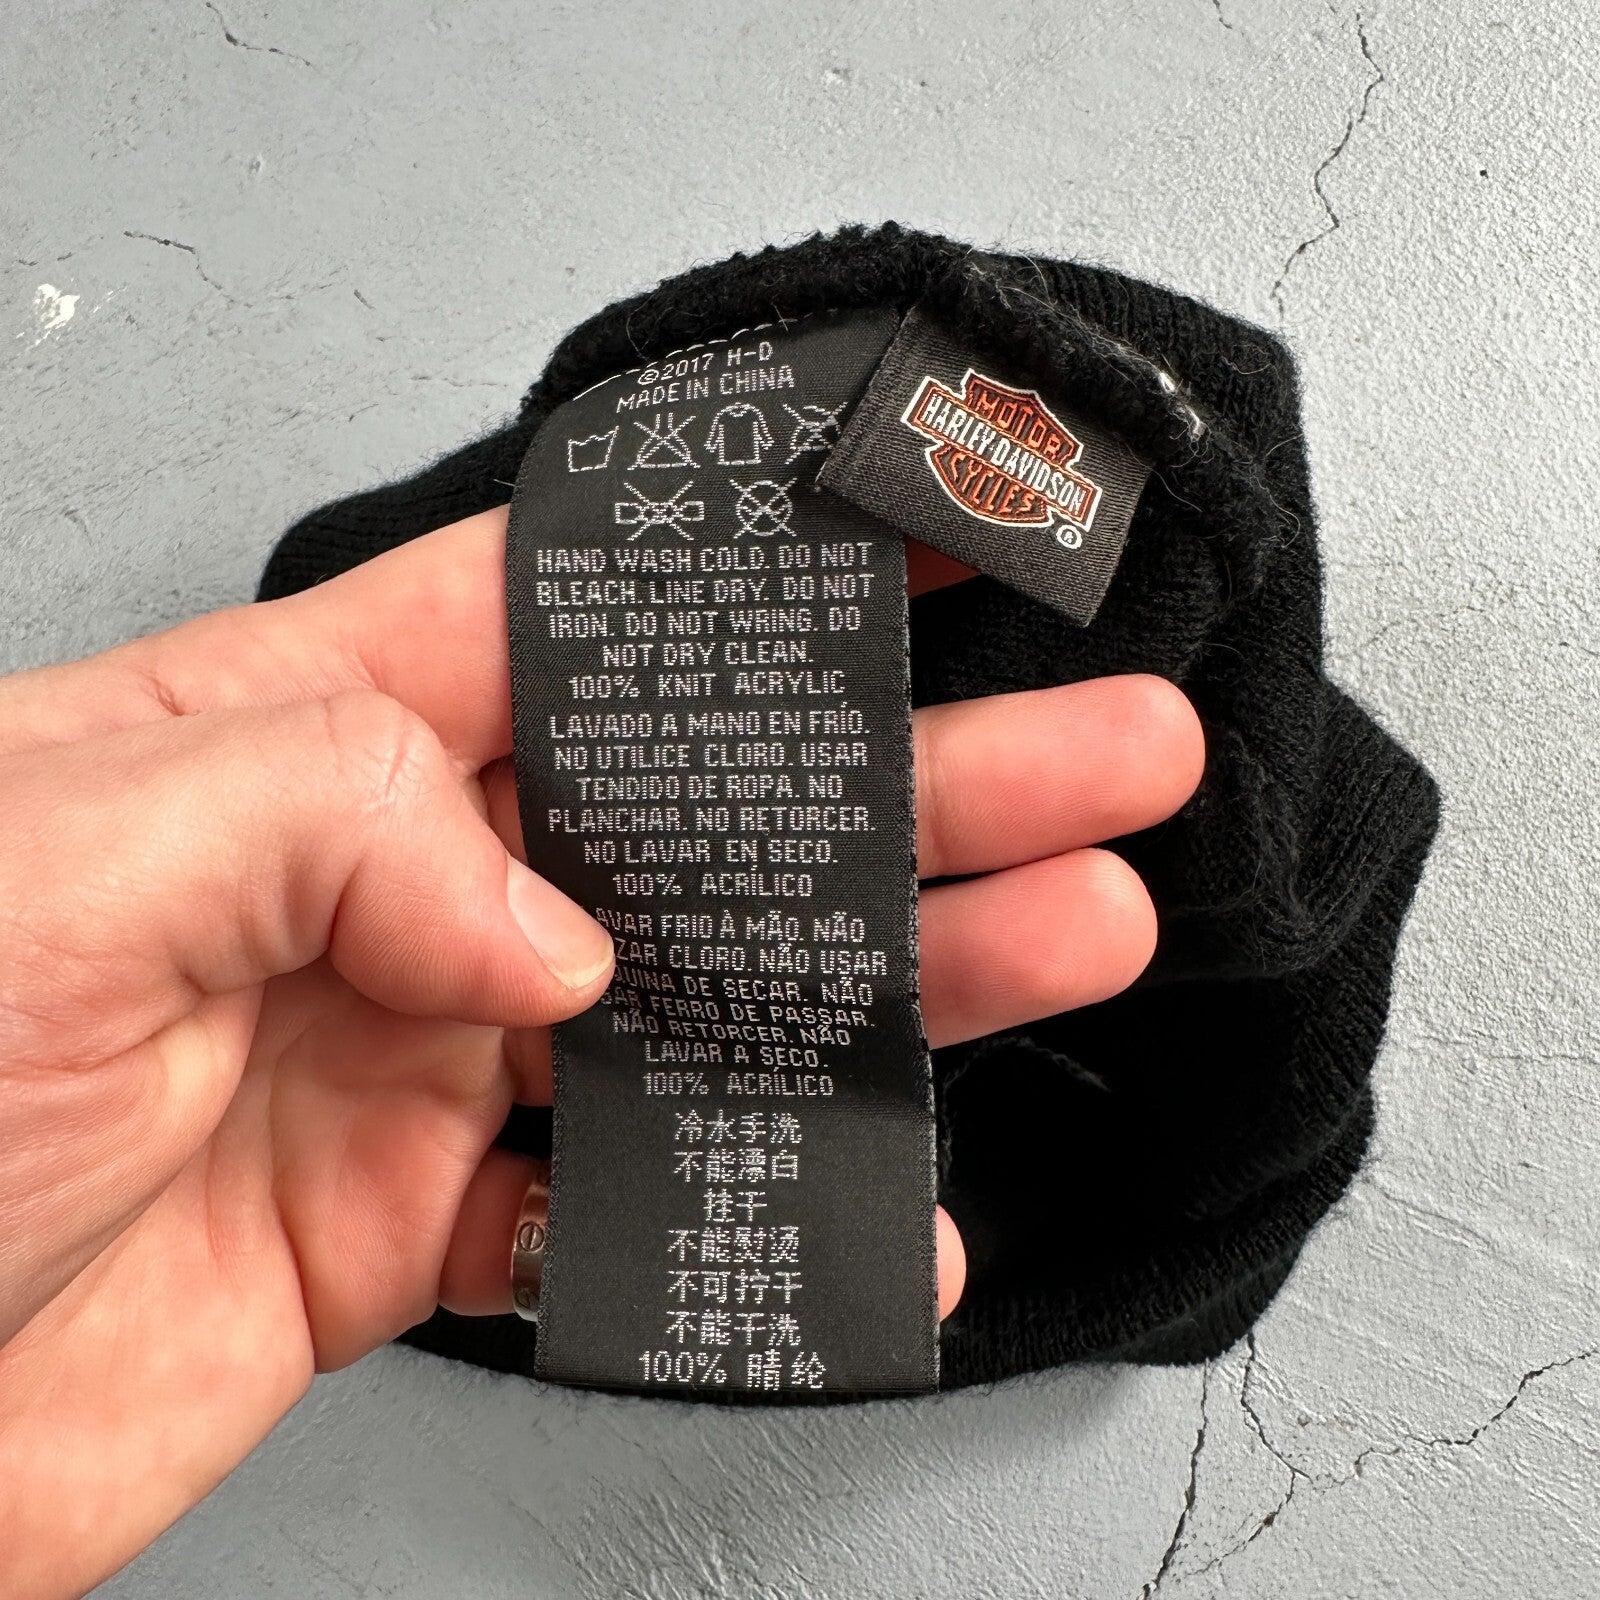 ©2017 H-D
MADE IN CHINA
MOTOR
HARLEY-DAVIDSON
CYCLES
®
HAND WASH COLD. DO NOT
BLEACH. LINE DRY. DO NOT
IRON. DO NOT WRING. DO
NOT DRY CLEAN.
100% KNIT ACRYLIC
LAVADO A MANO EN FRÍO.
NO UTILICE CLORO. USAR
TENDIDO DE ROPA. NO
PLANCHAR. NO RETORCER.
NO LAVAR EN SECO.
100% ACRÍLICO
AVAR FRIO À MÃO. NÃO
ZAR CLORO. NÃO USAR
QUINA DE SECAR. NÃO
SAR FERRO DE PASSAR.
NÃO RETORCER. NÃO
LAVAR A SECO.
100% ACRÍLICO
冷水手洗
不能漂白
挂干
不能熨烫
不可拧干
不能干洗
100% 腈纶